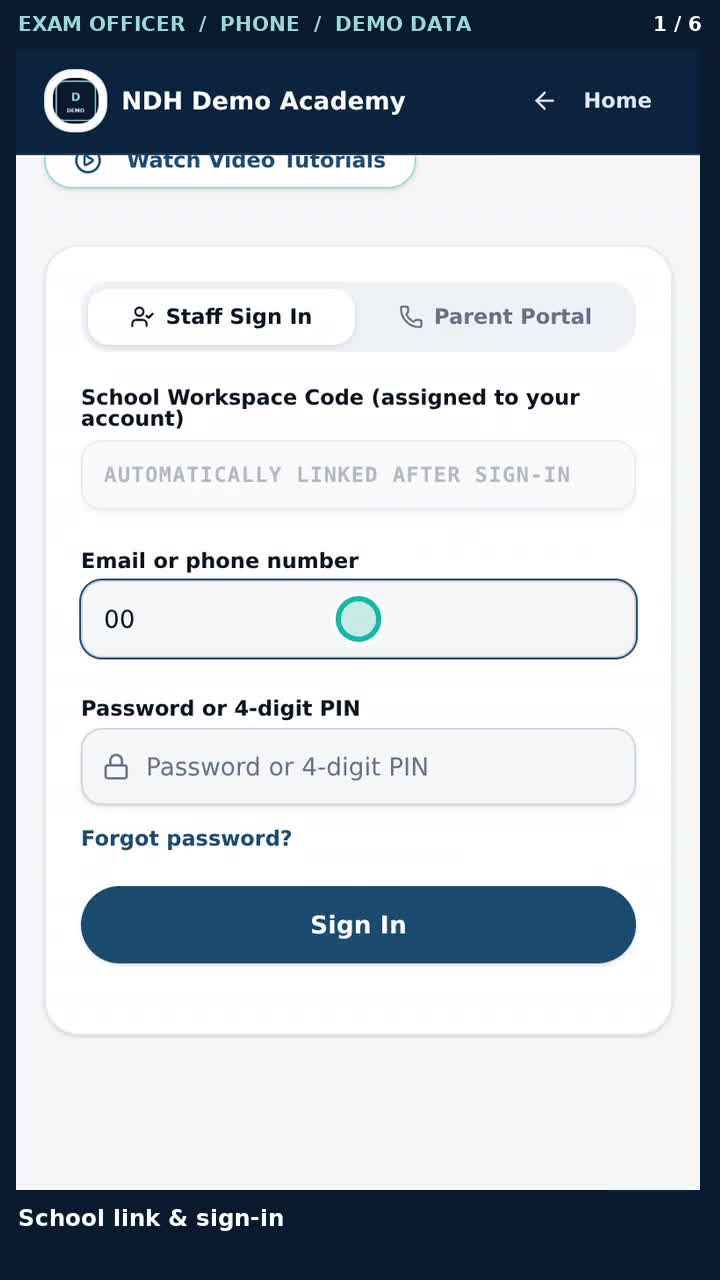 EXAM OFFICER / PHONE / DEMO DATA
1 / 6
D
DEMO
NDH Demo Academy
Home
Watch Video Tutorials
Staff Sign In
Parent Portal
School Workspace Code (assigned to your
account)
AUTOMATICALLY LINKED AFTER SIGN-IN
Email or phone number
00
Password or 4-digit PIN
Password or 4-digit PIN
Forgot password?
Sign In
School link & sign-in